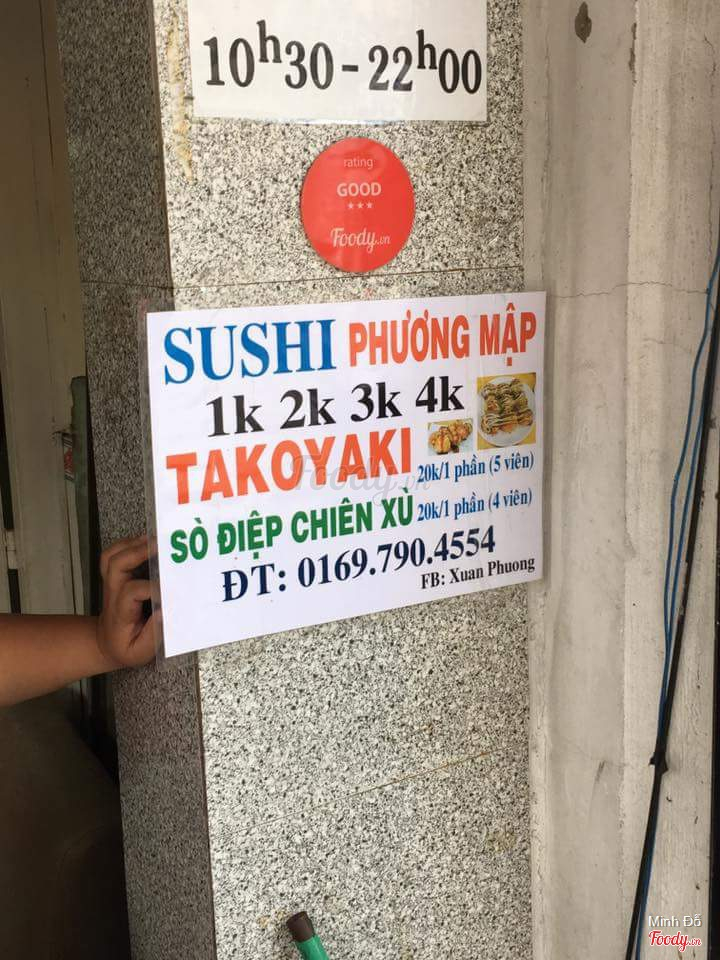 10h30 - 22h00
rating
GOOD
***
Foody.vn
SUSHI PHƯƠNG MẬP
1k 2k 3k 4k
TAKOYAKI 20k/1 phần (5 viên)
SÒ ĐIỆP CHIÊN XÙ 20k/1 phần (4 viên)
ĐT: 0169.790.4554
FB: Xuan Phuong
Foody.vn
Minh Đỗ
Foody.vn